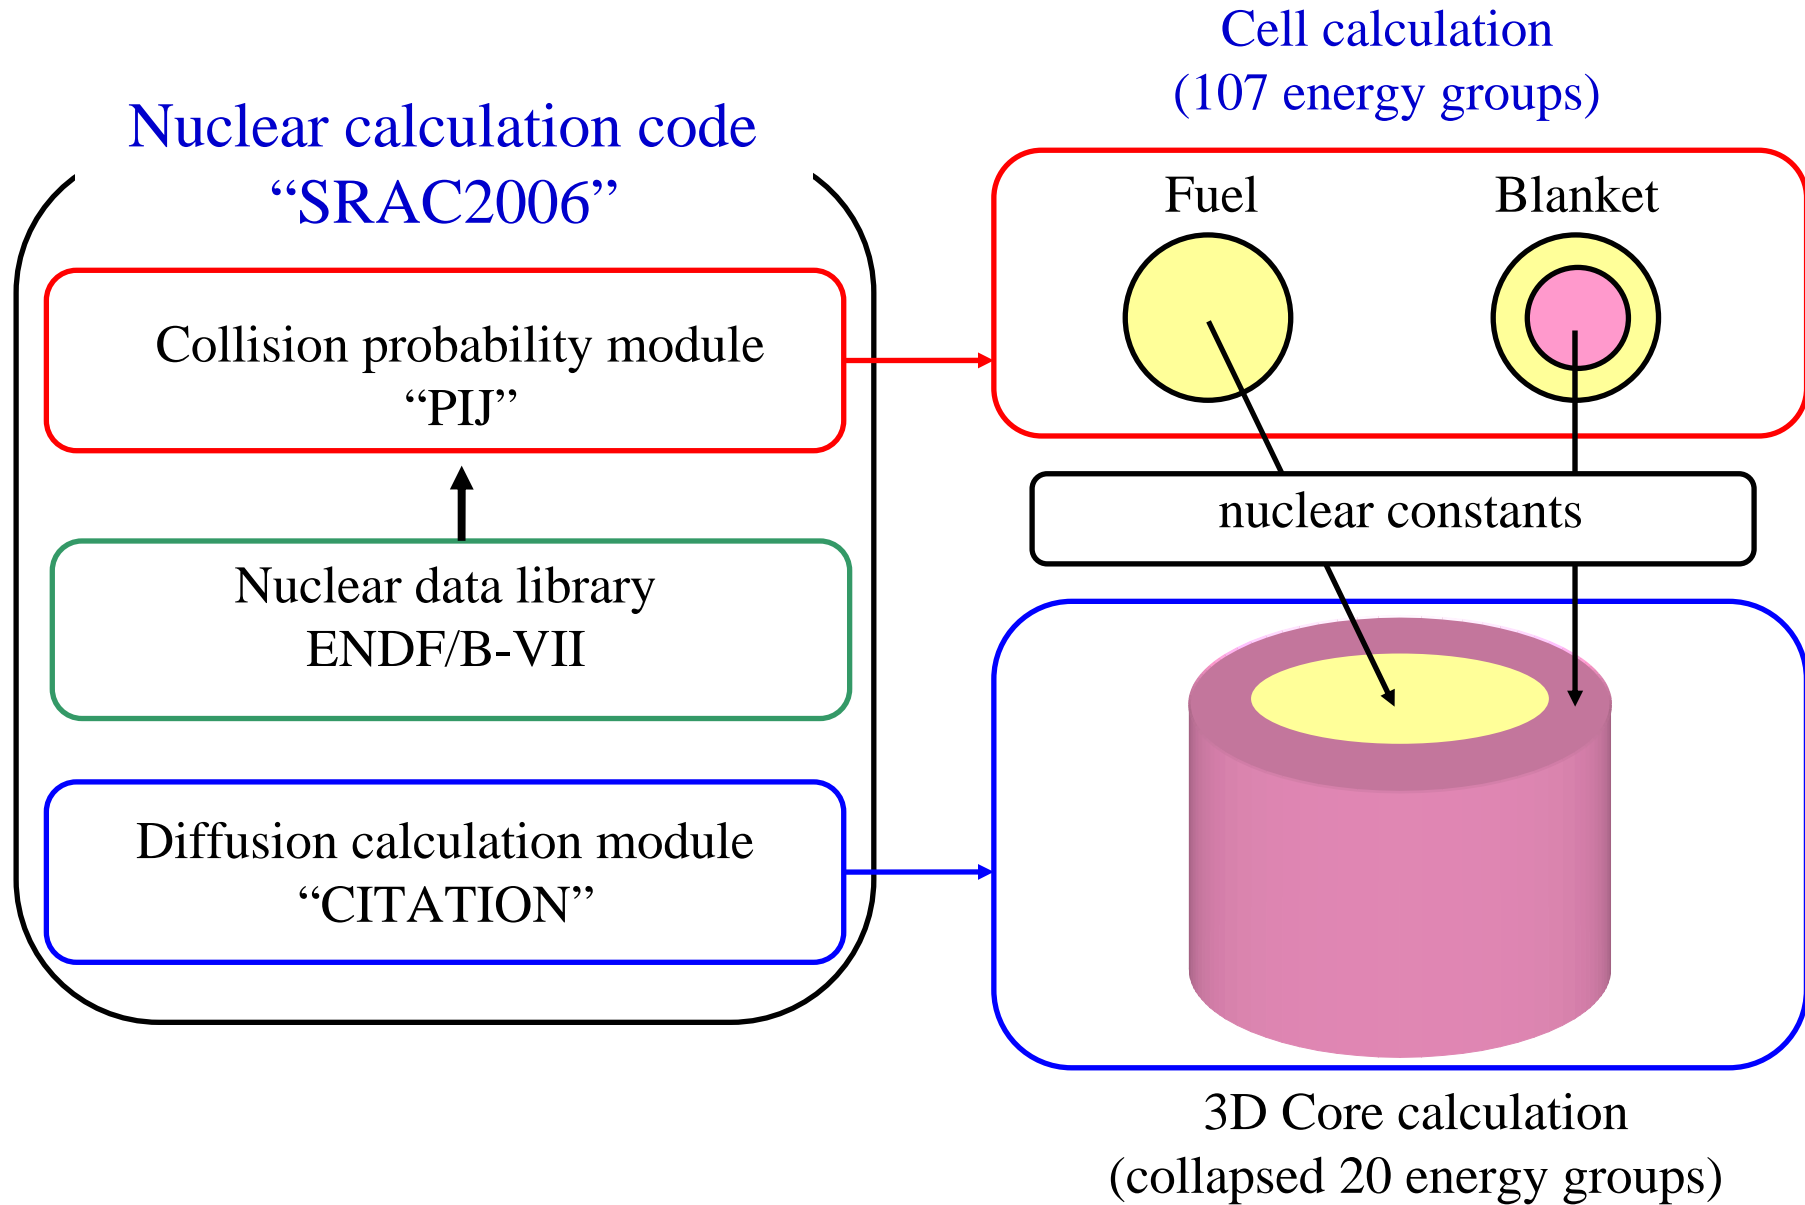 Nuclear calculation code
“SRAC2006”
Collision probability module
“PIJ”
Nuclear data library
ENDF/B-VII
Diffusion calculation module
“CITATION”
Cell calculation
(107 energy groups)
Fuel
Blanket
nuclear constants
3D Core calculation
(collapsed 20 energy groups)